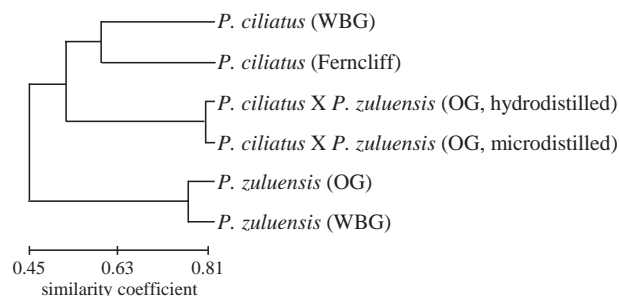 P. ciliatus (WBG)
P. ciliatus (Ferncliff)
P. ciliatus X P. zuluensis (OG, hydrodistilled)
P. ciliatus X P. zuluensis (OG, microdistilled)
P. zuluensis (OG)
P. zuluensis (WBG)
0.45 0.63 0.81
similarity coefficient